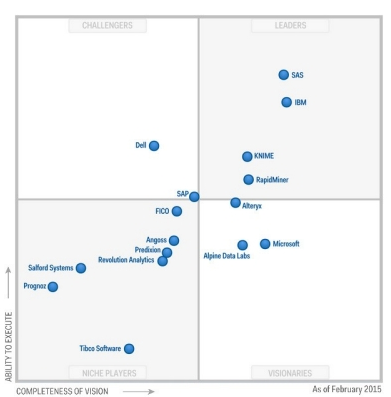 CHALLENGERS
LEADERS
SAS
IBM
Dell
KNIME
RapidMiner
SAP
Alteryx
FICO
Angoss
Microsoft
Predixion
Alpine Data Labs
Revolution Analytics
Salford Systems
Prognoz
Tibco Software
NICHE PLAYERS
VISIONARIES
ABILITY TO EXECUTE
COMPLETENESS OF VISION
As of February 2015